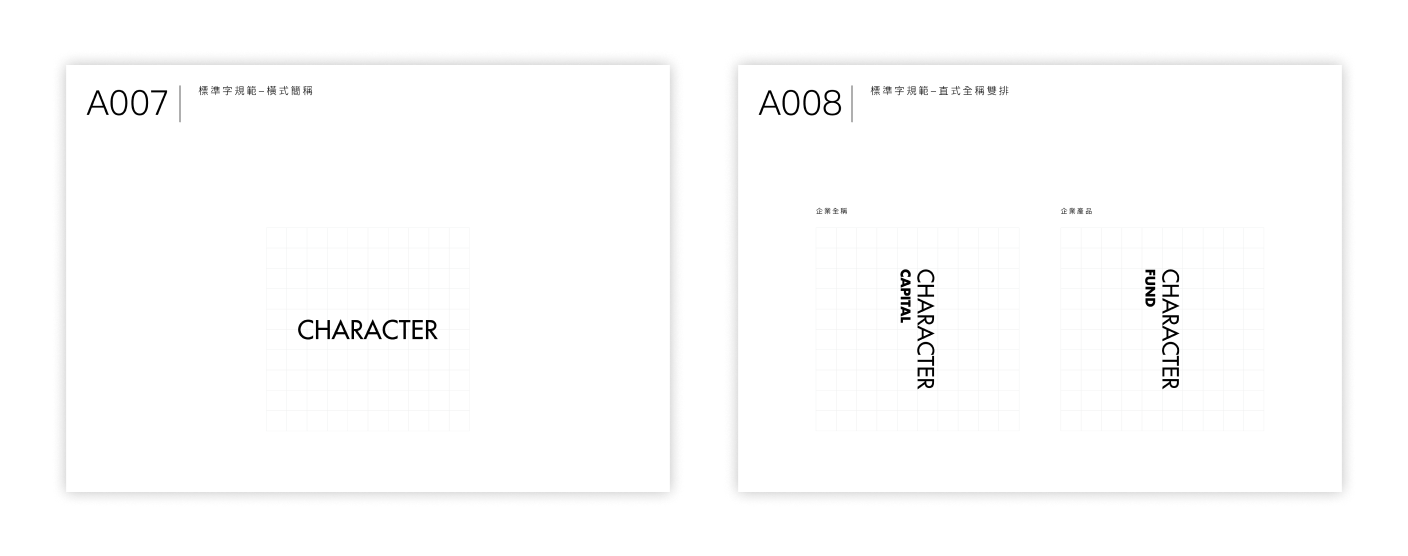 A007
標準字規範–橫式簡稱
CHARACTER
A008
標準字規範–直式全稱雙排
企業全稱
CHARACTER
CAPITAL
企業產品
CHARACTER
FUND